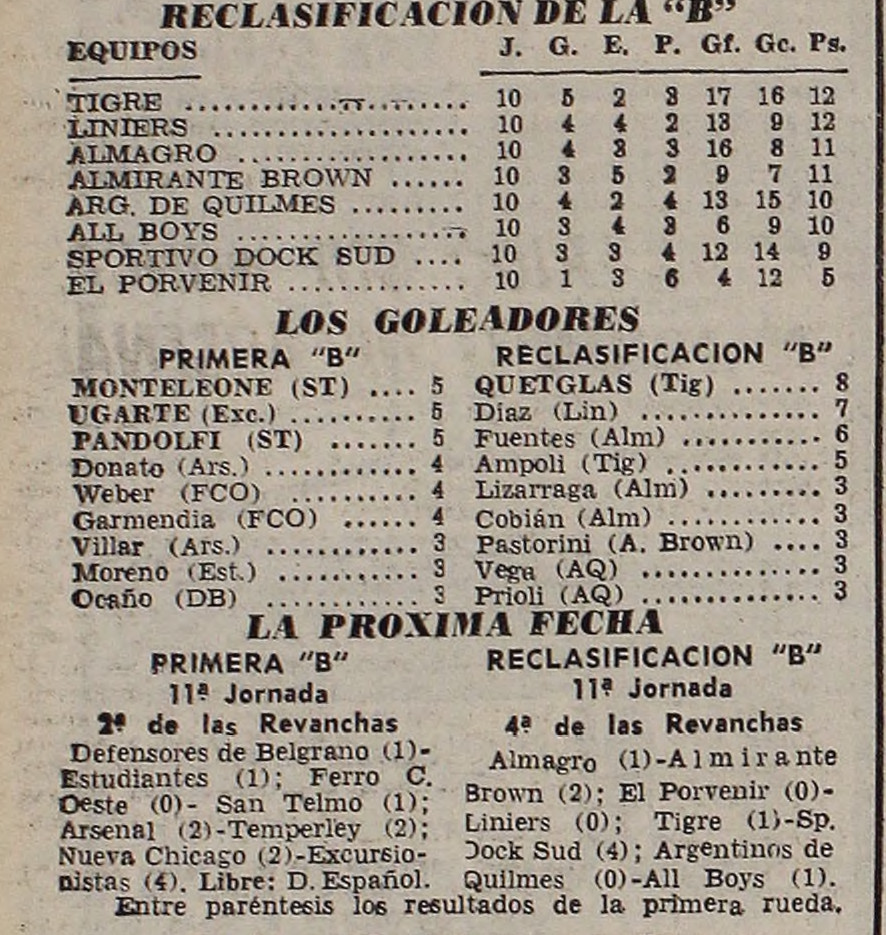 RECLASIFICACION DE LA "B"
EQUIPOS J. G. E. P. Gf. Gc. Ps.
TIGRE .................... 10 5 2 3 17 16 12
LINIERS .................. 10 4 4 2 13 9 12
ALMAGRO ................ 10 4 3 3 16 8 11
ALMIRANTE BROWN ...... 10 3 5 2 9 7 11
ARG. DE QUILMES ......... 10 4 2 4 13 15 10
ALL BOYS ................ 10 3 4 3 6 9 10
SPORTIVO DOCK SUD .... 10 3 3 4 12 14 9
EL PORVENIR .............. 10 1 3 6 4 12 5
LOS GOLEADORES
PRIMERA "B"
MONTELEONE (ST) .... 5
UGARTE (Exc.) .......... 5
PANDOLFI (ST) ....... 5
Donato (Ars.) ............ 4
Weber (FCO) .......... 4
Garmendia (FCO) ...... 4
Villar (Ars.) ............ 3
Moreno (Est.) ........... 3
Ocaño (DB) ............ 3
RECLASIFICACION "B"
QUETGLAS (Tig) ....... 8
Díaz (Lin) .............. 7
Fuentes (Alm) ........... 6
Ampoli (Tig) ............ 5
Lizarraga (Alm) ......... 3
Cobián (Alm) ............ 3
Pastorini (A. Brown) .... 3
Vega (AQ) .............. 3
Prioli (AQ) .............. 3
LA PROXIMA FECHA
PRIMERA "B"
11ª Jornada
2ª de las Revanchas
Defensores de Belgrano (1)-
Estudiantes (1); Ferro C.
Oeste (0)- San Telmo (1);
Arsenal (2)-Temperley (2);
Nueva Chicago (2)-Excursio-
nistas (4). Libre: D. Español.
RECLASIFICACION "B"
11ª Jornada
4ª de las Revanchas
Almagro (1)-Almirante
Brown (2); El Porvenir (0)-
Liniers (0); Tigre (1)-Sp.
Dock Sud (4); Argentinos de
Quilmes (0)-All Boys (1).
Entre paréntesis los resultados de la primera rueda.